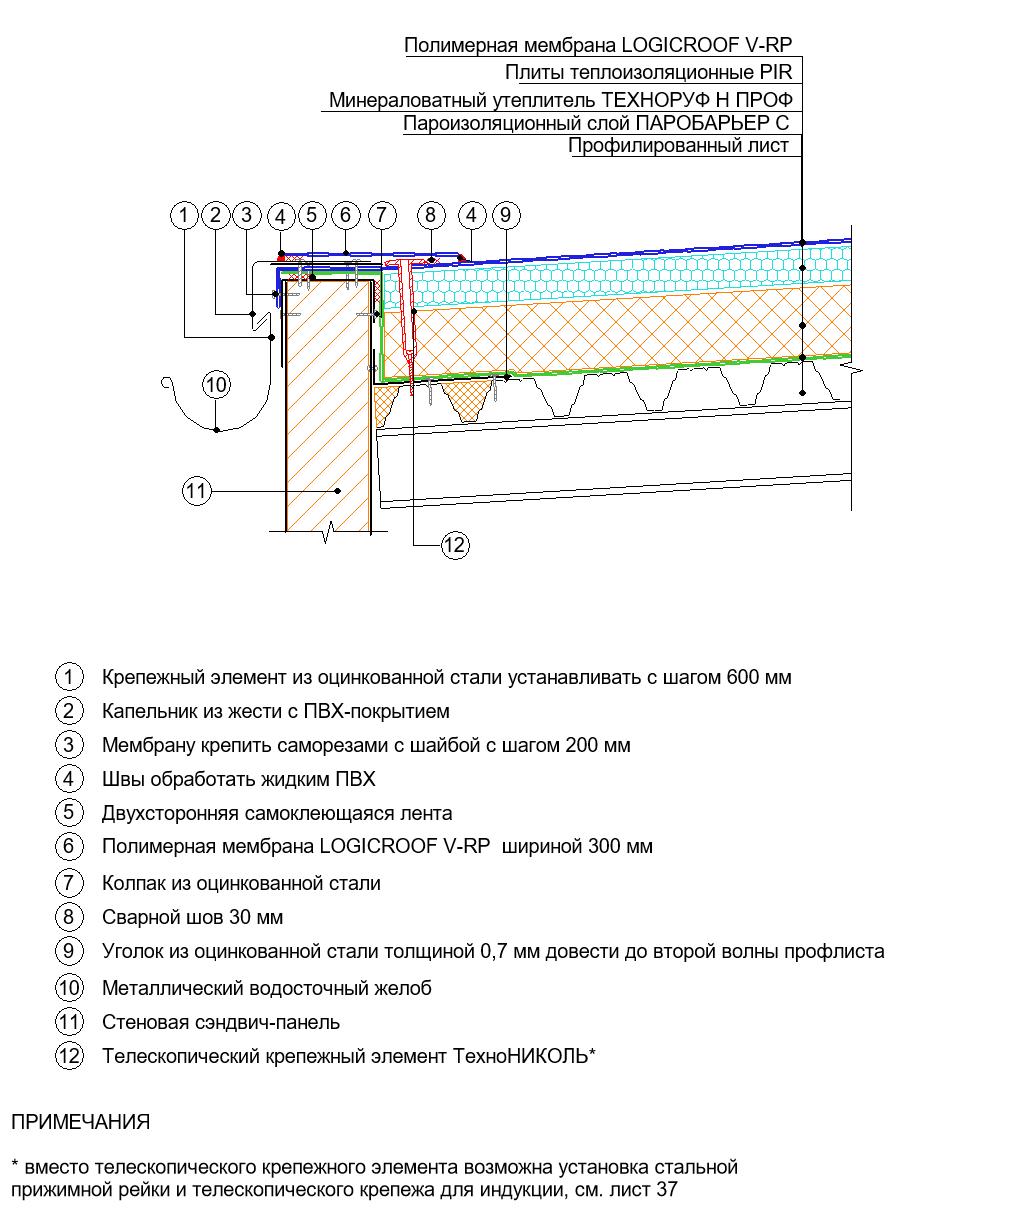 Полимерная мембрана LOGICROOF V-RP
Плиты теплоизоляционные PIR
Минераловатный утеплитель ТЕХНОРУФ Н ПРОФ
Пароизоляционный слой ПАРОБАРЬЕР С
Профилированный лист
1 2 3 4 5 6 7 8 4 9
10
11
12
1 Крепежный элемент из оцинкованной стали устанавливать с шагом 600 мм
2 Капельник из жести с ПВХ-покрытием
3 Мембрану крепить саморезами с шайбой с шагом 200 мм
4 Швы обработать жидким ПВХ
5 Двухсторонняя самоклеющаяся лента
6 Полимерная мембрана LOGICROOF V-RP шириной 300 мм
7 Колпак из оцинкованной стали
8 Сварной шов 30 мм
9 Уголок из оцинкованной стали толщиной 0,7 мм довести до второй волны профлиста
10 Металлический водосточный желоб
11 Стеновая сэндвич-панель
12 Телескопический крепежный элемент ТехноНИКОЛЬ*
ПРИМЕЧАНИЯ
* вместо телескопического крепежного элемента возможна установка стальной
прижимной рейки и телескопического крепежа для индукции, см. лист 37